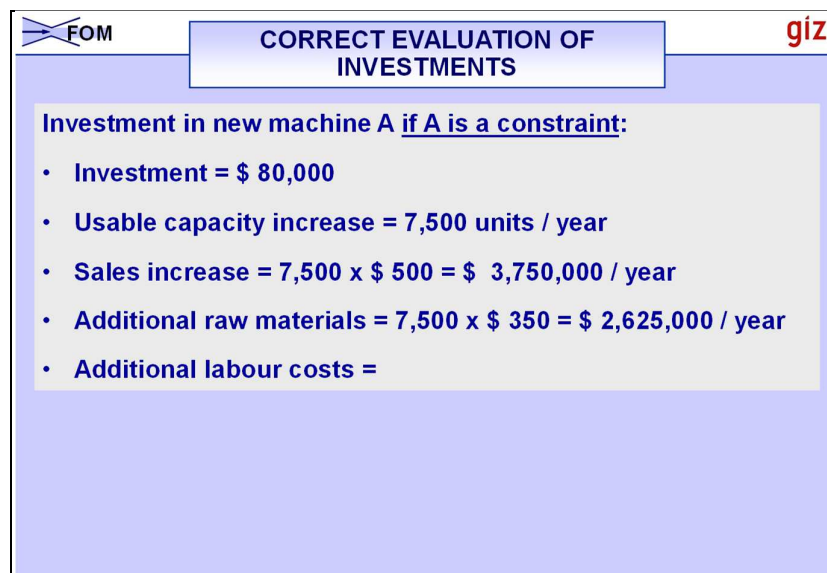 FOM
CORRECT EVALUATION OF
INVESTMENTS
giz
Investment in new machine A if A is a constraint:
• Investment = $ 80,000
• Usable capacity increase = 7,500 units / year
• Sales increase = 7,500 x $ 500 = $  3,750,000 / year
• Additional raw materials = 7,500 x $ 350 = $ 2,625,000 / year
• Additional labour costs =